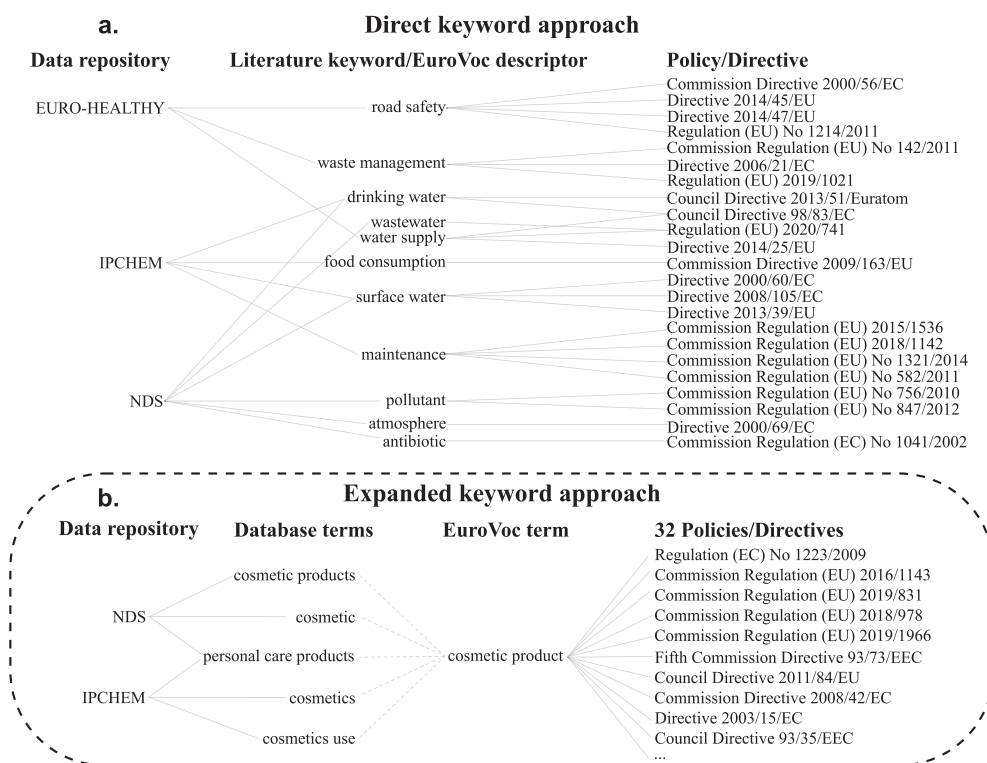 a.
Direct keyword approach
Data repository
Literature keyword/EuroVoc descriptor
Policy/Directive
EURO-HEALTHY
IPCHEM
NDS
road safety
waste management
drinking water
wastewater
water supply
food consumption
surface water
maintenance
pollutant
atmosphere
antibiotic
Commission Directive 2000/56/EC
Directive 2014/45/EU
Directive 2014/47/EU
Regulation (EU) No 1214/2011
Commission Regulation (EU) No 142/2011
Directive 2006/21/EC
Regulation (EU) 2019/1021
Council Directive 2013/51/Euratom
Council Directive 98/83/EC
Regulation (EU) 2020/741
Directive 2014/25/EU
Commission Directive 2009/163/EU
Directive 2000/60/EC
Directive 2008/105/EC
Directive 2013/39/EU
Commission Regulation (EU) 2015/1536
Commission Regulation (EU) 2018/1142
Commission Regulation (EU) No 1321/2014
Commission Regulation (EU) No 582/2011
Commission Regulation (EU) No 756/2010
Commission Regulation (EU) No 847/2012
Directive 2000/69/EC
Commission Regulation (EC) No 1041/2002
b.
Expanded keyword approach
Data repository
Database terms
EuroVoc term
32 Policies/Directives
NDS
IPCHEM
cosmetic products
cosmetic
personal care products
cosmetics
cosmetics use
cosmetic product
Regulation (EC) No 1223/2009
Commission Regulation (EU) 2016/1143
Commission Regulation (EU) 2019/831
Commission Regulation (EU) 2018/978
Commission Regulation (EU) 2019/1966
Fifth Commission Directive 93/73/EEC
Council Directive 2011/84/EU
Commission Directive 2008/42/EC
Directive 2003/15/EC
Council Directive 93/35/EEC
...